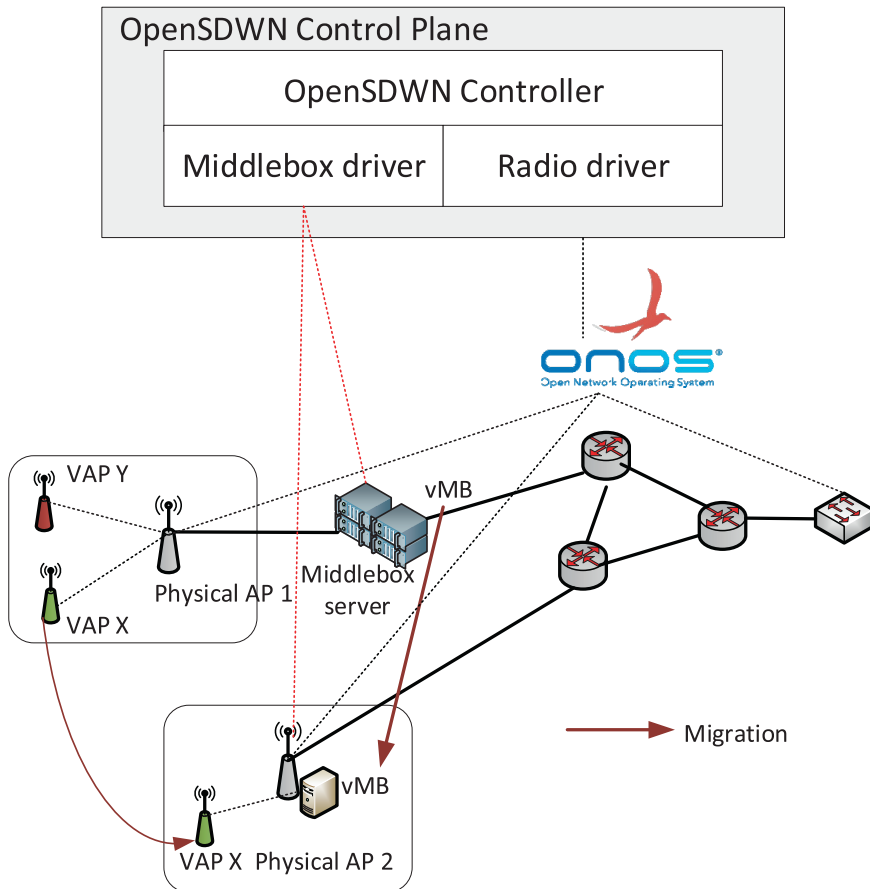 OpenSDWN Control Plane
OpenSDWN Controller
Middlebox driver
Radio driver
onos®
Open Network Operating System
VAP Y
vMB
Physical AP 1
Middlebox
server
VAP X
Migration
vMB
VAP X
Physical AP 2